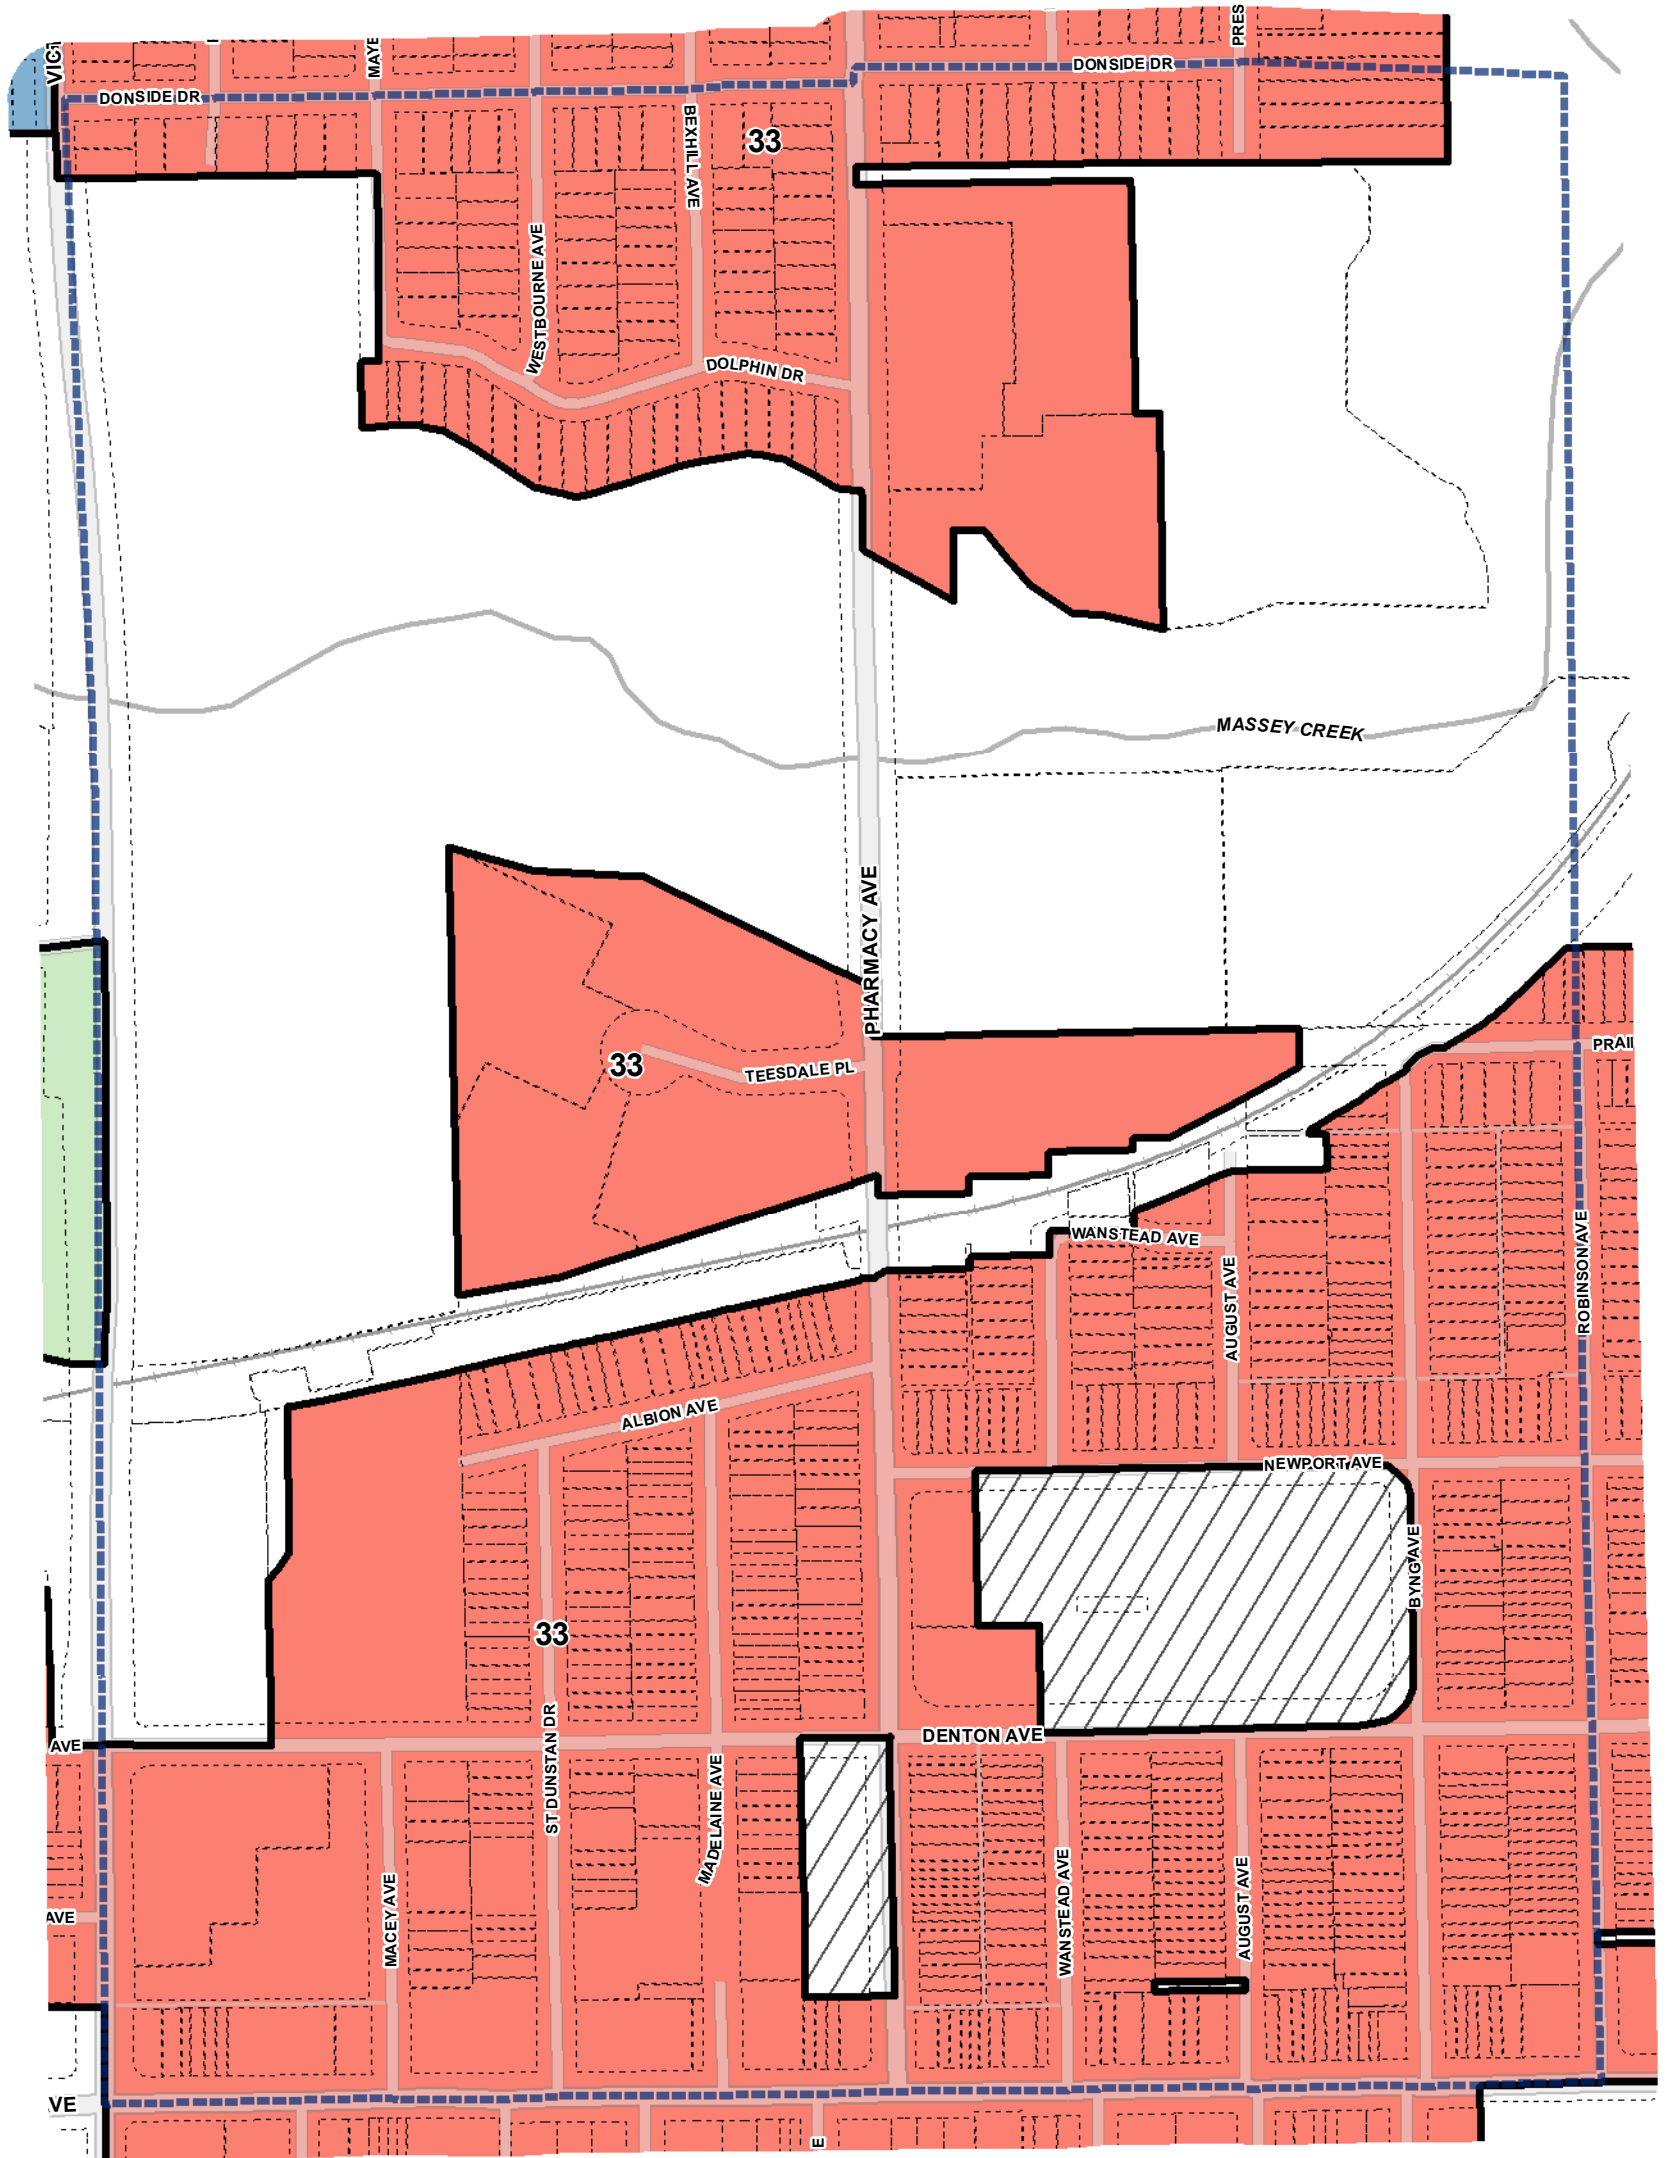 VIC
MAYE
PRES
DONSIDE DR
DONSIDE DR
BEXHILL AVE
33
WESTBOURNE AVE
DOLPHIN DR
MASSEY CREEK
PHARMACY AVE
PRAI
33
TEESDALE PL
WANSTEAD AVE
AUGUST AVE
ROBINSON AVE
ALBION AVE
NEWPORT AVE
BYNG AVE
33
ST DUNSTAN DR
DENTON AVE
AVE
MADELAINE AVE
MACEY AVE
WANSTEAD AVE
AUGUST AVE
AVE
VE
E